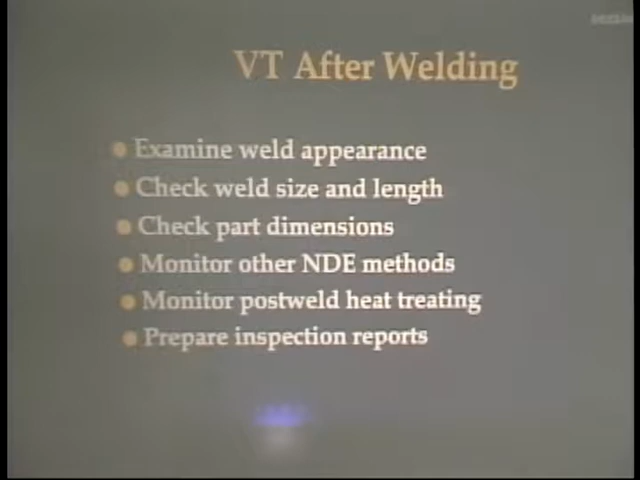 VT After Welding
Examine weld appearance
Check weld size and length
Check part dimensions
Monitor other NDE methods
Monitor postweld heat treating
Prepare inspection reports